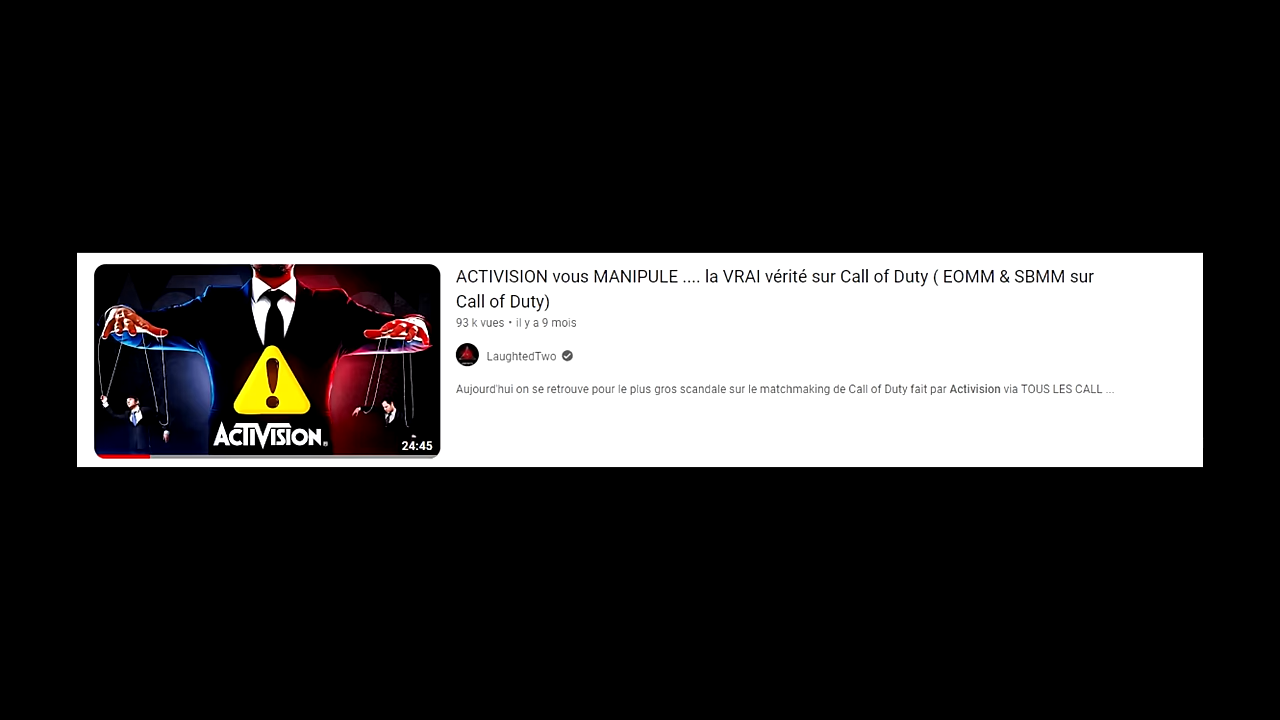 ACTIVISION
24:45
ACTIVISION vous MANIPULE .... la VRAI vérité sur Call of Duty ( EOMM & SBMM sur
Call of Duty)
93 k vues • il y a 9 mois
LaughtedTwo
Aujourd'hui on se retrouve pour le plus gros scandale sur le matchmaking de Call of Duty fait par Activision via TOUS LES CALL ...